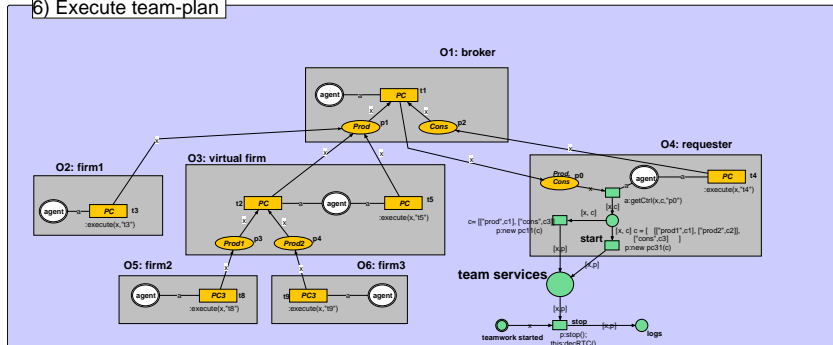 6) Execute team-plan
O1: broker
agent
a
PC
t1
x
x
Prod
p1
Cons
p2
x
x
x
O4: requester
O2: firm1
agent
a
PC
t3
:execute(x,"t3")
O3: virtual firm
x
x
t2
PC
a
agent
a
PC
t5
:execute(x,"t5")
x
x
Prod1
p3
Prod2
p4
Prod,
Cons
p0
x
agent
a
a
PC
t4
:execute(x,"t4")
a:getCtrl(x,c,"p0")
[x,c]
[x, c]
c= [["prod",c1], ["cons",c3]]
p:new pc11(c)
[x, c]
c = [ ["prod1",c1], ["prod2",c2]],
["cons",c3] ]
start
p:new pc31(c)
[x,p]
[x,p]
team services
O5: firm2
x
agent
a
PC3
t8
:execute(x,"t8")
O6: firm3
x
t9
PC3
a
agent
:execute(x,"t9")
[x,p]
teamwork started
x
stop
p:stop();
this:decRTC()
[x,p]
logs